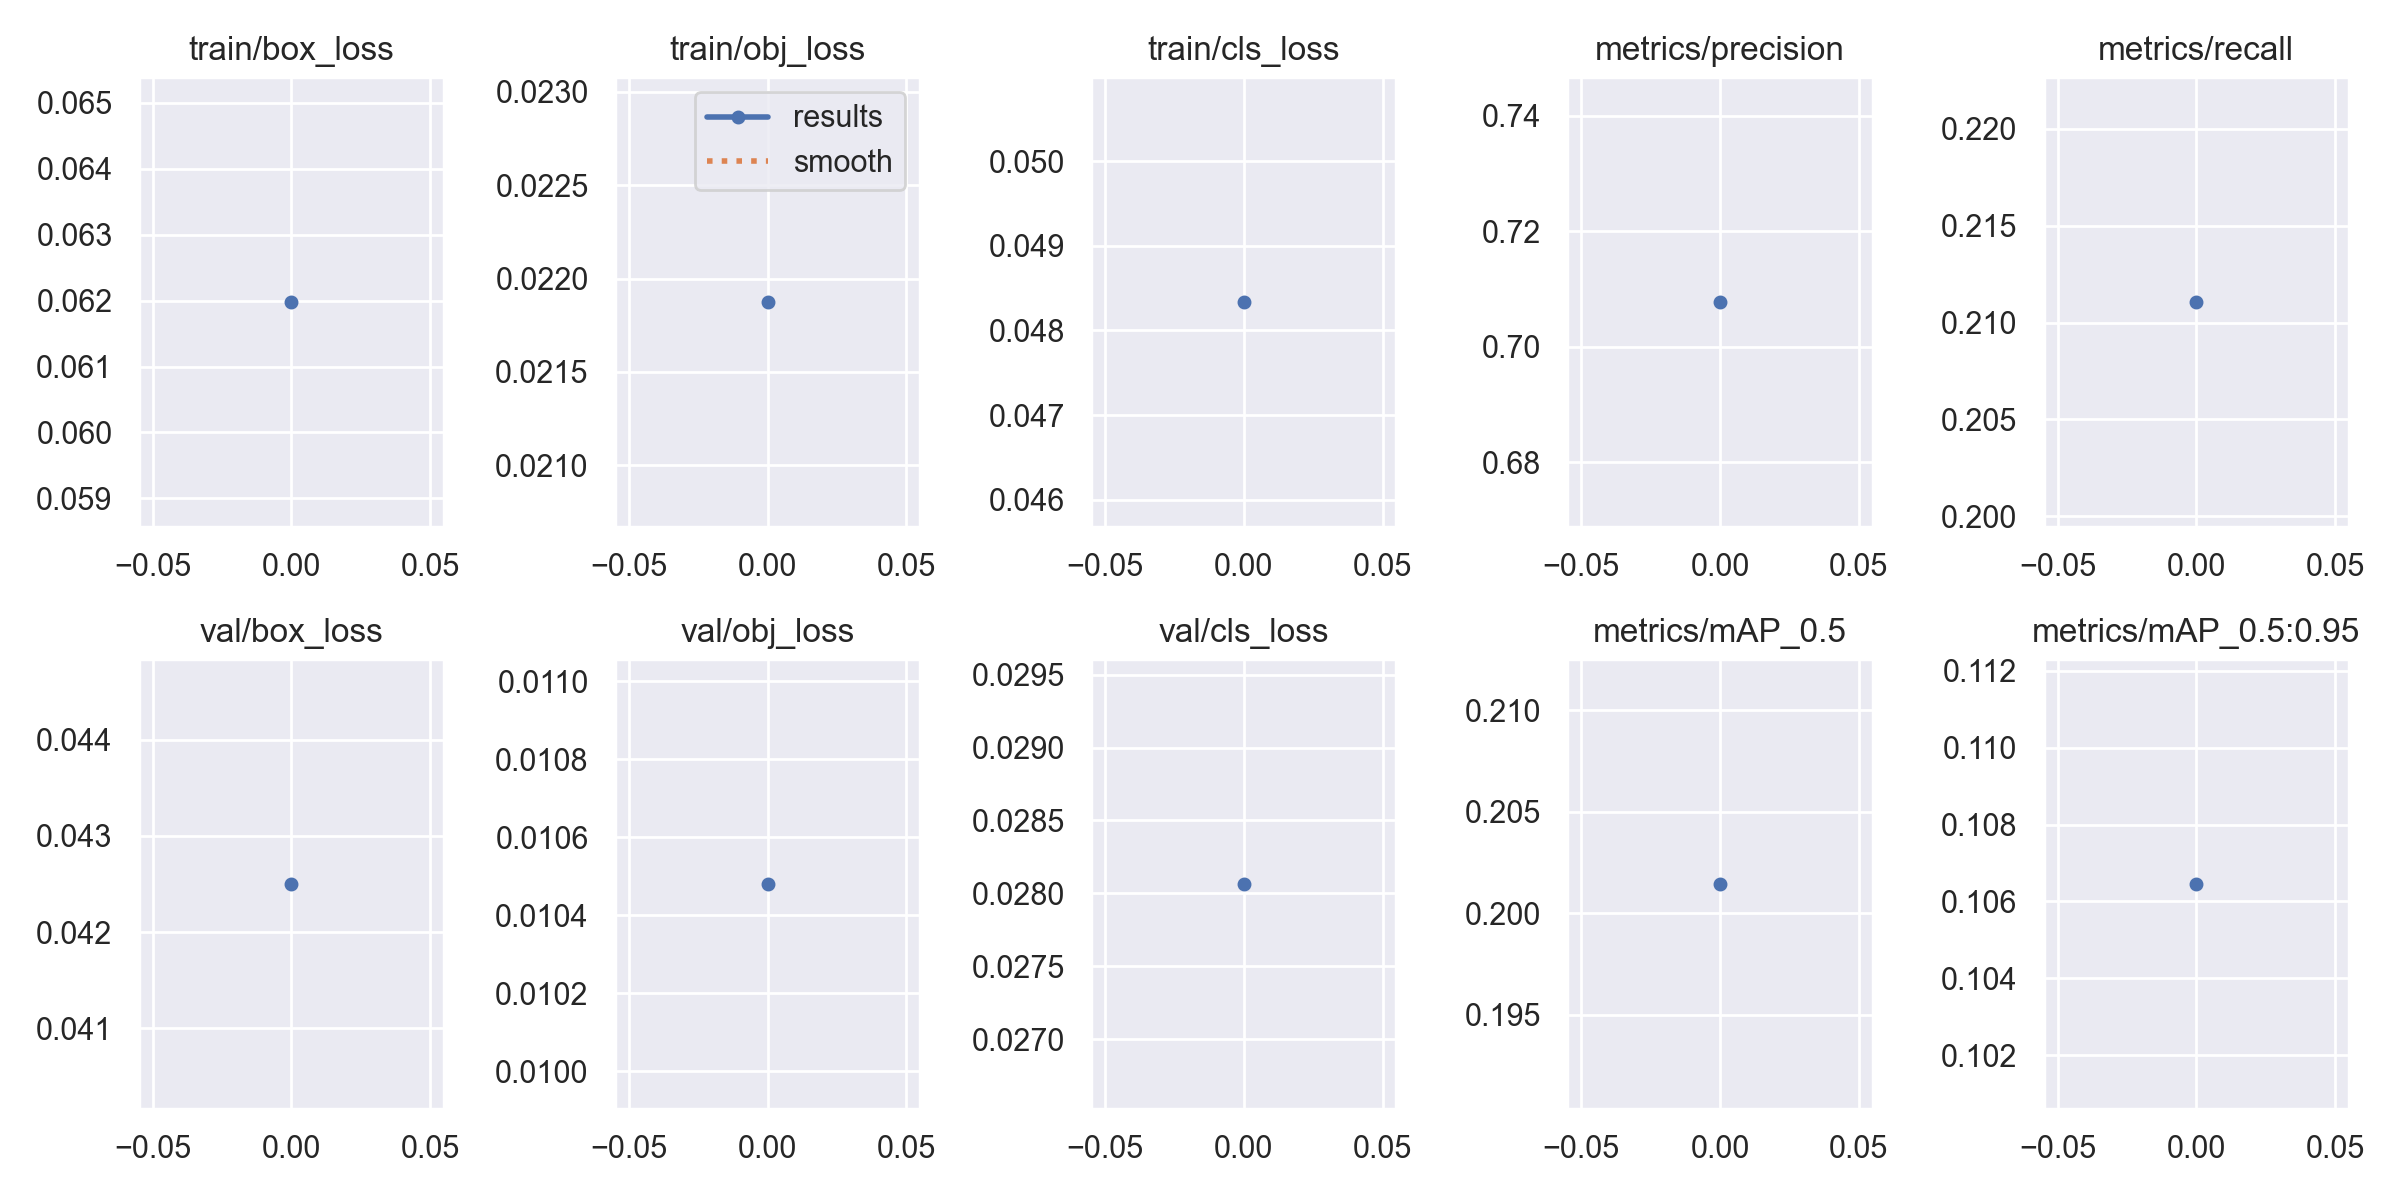 train/box_loss
0.065
0.064
0.063
0.062
0.061
0.060
0.059
−0.05 0.00 0.05
train/obj_loss
0.0230
0.0225
0.0220
0.0215
0.0210
results
smooth
−0.05 0.00 0.05
train/cls_loss
0.050
0.049
0.048
0.047
0.046
−0.05 0.00 0.05
metrics/precision
0.74
0.72
0.70
0.68
−0.05 0.00 0.05
metrics/recall
0.220
0.215
0.210
0.205
0.200
−0.05 0.00 0.05
val/box_loss
0.044
0.043
0.042
0.041
−0.05 0.00 0.05
val/obj_loss
0.0110
0.0108
0.0106
0.0104
0.0102
0.0100
−0.05 0.00 0.05
val/cls_loss
0.0295
0.0290
0.0285
0.0280
0.0275
0.0270
−0.05 0.00 0.05
metrics/mAP_0.5
0.210
0.205
0.200
0.195
−0.05 0.00 0.05
metrics/mAP_0.5:0.95
0.112
0.110
0.108
0.106
0.104
0.102
−0.05 0.00 0.05